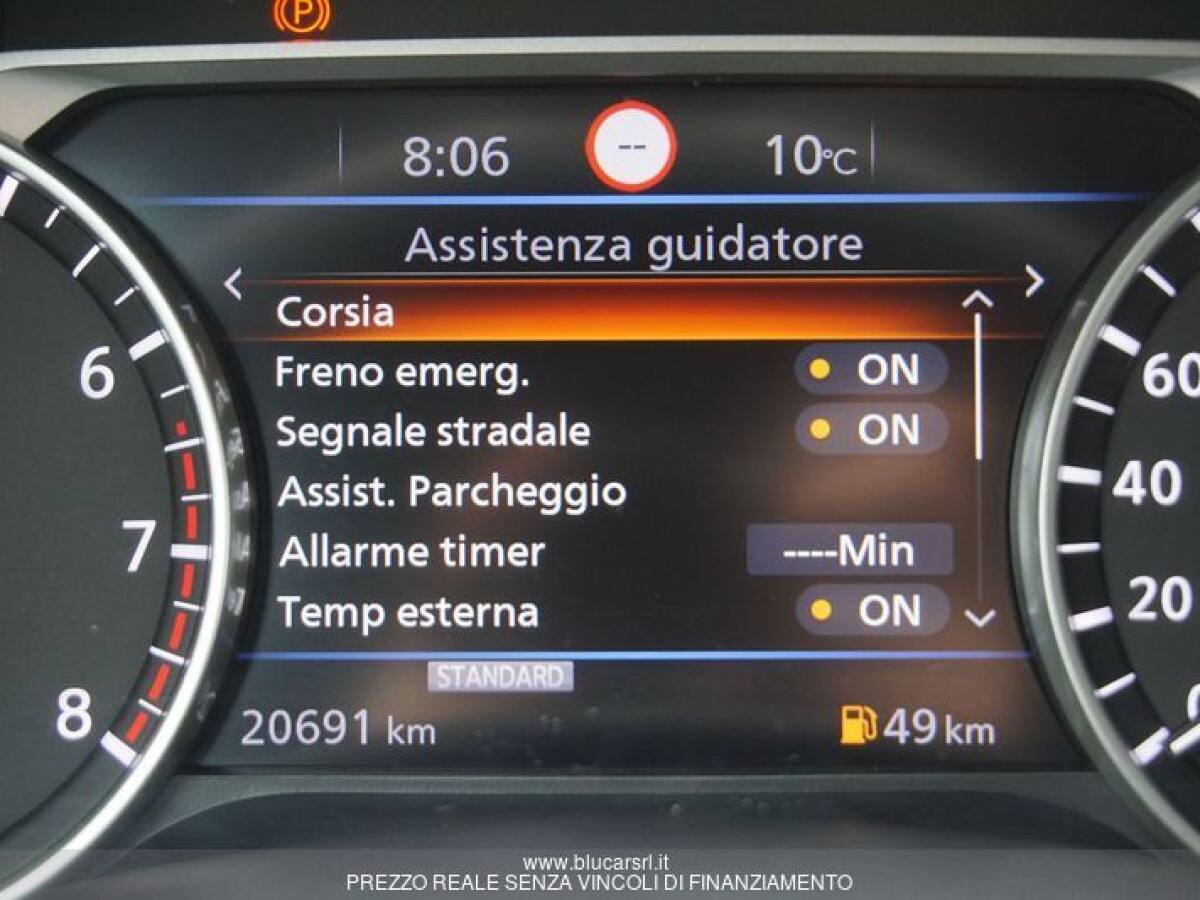 P
8:06 -- 10°C
Assistenza guidatore
Corsia
Freno emerg. ON
Segnale stradale ON
Assist. Parcheggio
Allarme timer ----Min
Temp esterna ON
STANDARD
20691 km 49 km
6
7
8
60
40
20
www.blucarsrl.it
PREZZO REALE SENZA VINCOLI DI FINANZIAMENTO